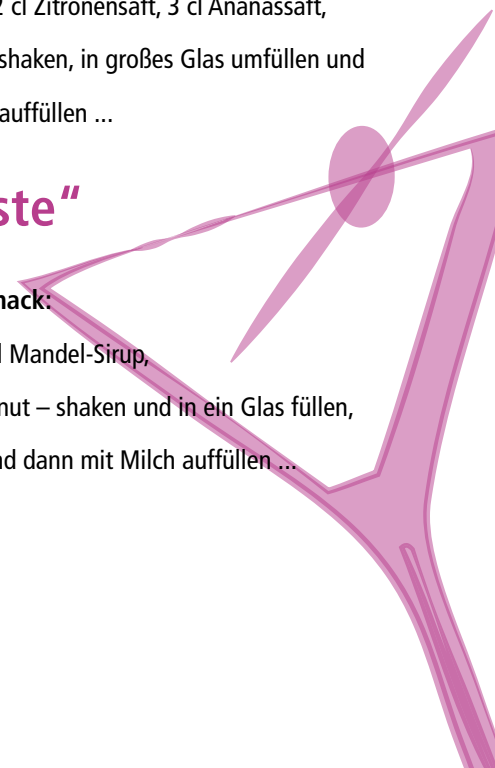 2 cl Zitronensaft, 3 cl Ananassaft,
shaken, in großes Glas umfüllen und
auffüllen ...
ste“
nack:
l Mandel-Sirup,
nut – shaken und in ein Glas füllen,
nd dann mit Milch auffüllen ...